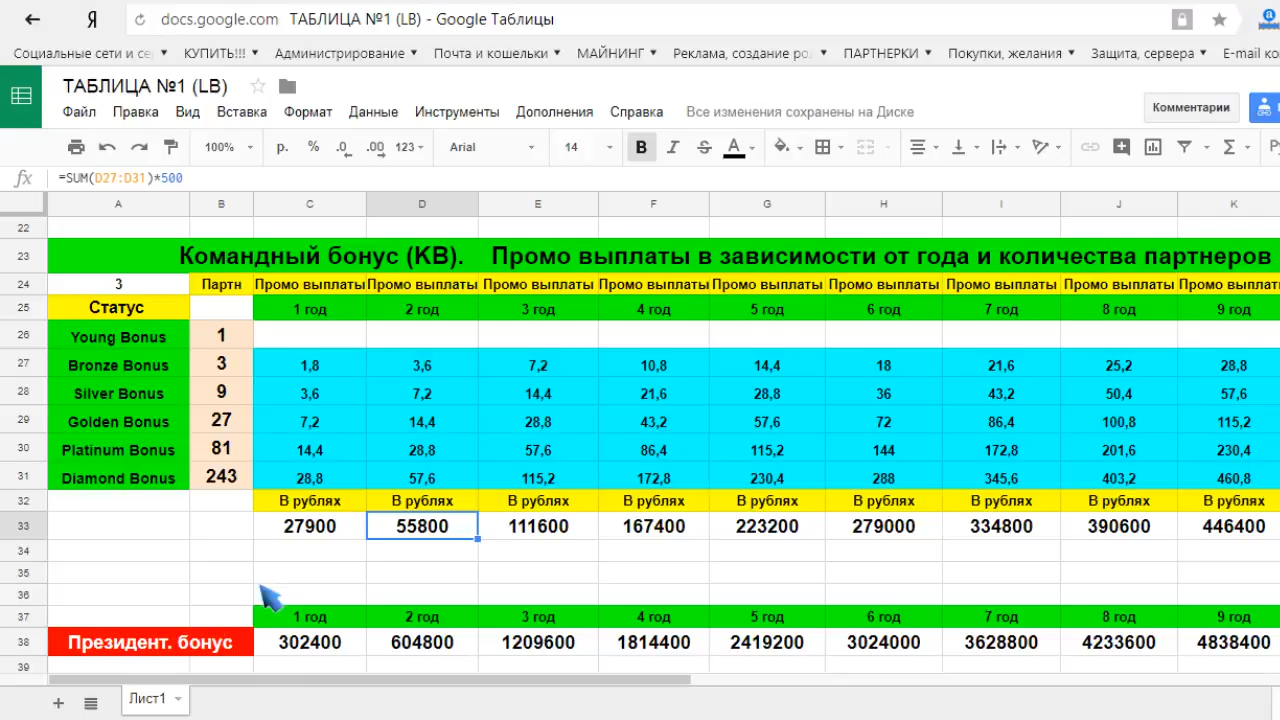 Я docs.google.com ТАБЛИЦА №1 (LB) - Google Таблицы
Социальные сети и се КУПИТЬ!!! Администрирование Почта и кошельки МАЙНИНГ Реклама, создание ро ПАРТНЕРКИ Покупки, желания Защита, сервера E-mail ко
ТАБЛИЦА №1 (LB)
Файл Правка Вид Вставка Формат Данные Инструменты Дополнения Справка Все изменения сохранены на Диске Комментарии
100% р. % .0 .00 123 Arial 14 B I S A Σ
fx =SUM(D27:D31)*500
A B C D E F G H I J K
22
23 Командный бонус (КВ). Промо выплаты в зависимости от года и количества партнеров
24 3 Партн Промо выплаты Промо выплаты Промо выплаты Промо выплаты Промо выплаты Промо выплаты Промо выплаты Промо выплаты Промо выплат
25 Статус 1 год 2 год 3 год 4 год 5 год 6 год 7 год 8 год 9 год
26 Young Bonus 1
27 Bronze Bonus 3 1,8 3,6 7,2 10,8 14,4 18 21,6 25,2 28,8
28 Silver Bonus 9 3,6 7,2 14,4 21,6 28,8 36 43,2 50,4 57,6
29 Golden Bonus 27 7,2 14,4 28,8 43,2 57,6 72 86,4 100,8 115,2
30 Platinum Bonus 81 14,4 28,8 57,6 86,4 115,2 144 172,8 201,6 230,4
31 Diamond Bonus 243 28,8 57,6 115,2 172,8 230,4 288 345,6 403,2 460,8
32 В рублях В рублях В рублях В рублях В рублях В рублях В рублях В рублях В рублях
33 27900 55800 111600 167400 223200 279000 334800 390600 446400
34
35
36
37 1 год 2 год 3 год 4 год 5 год 6 год 7 год 8 год 9 год
38 Президент. бонус 302400 604800 1209600 1814400 2419200 3024000 3628800 4233600 4838400
39
Лист1